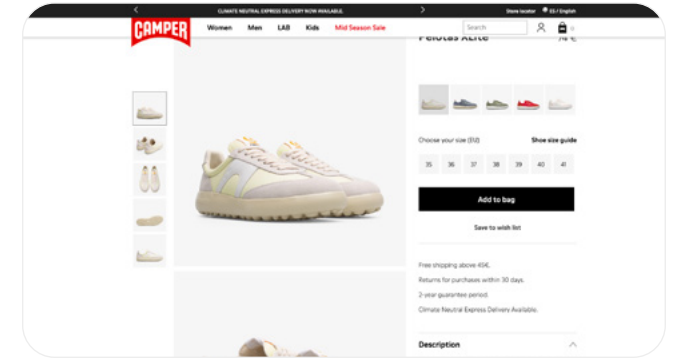 CLIMATE NEUTRAL EXPRESS DELIVERY NOW AVAILABLE.
Store locator
ES / English
CAMPER
Women Men LAB Kids Mid Season Sale
Search
Pelotas XLite
74 €
Choose your size (EU)
Shoe size guide
35 36 37 38 39 40 41
Add to bag
Save to wish list
Free shipping above 45€.
Returns for purchases within 30 days.
2-year guarantee period.
Climate Neutral Express Delivery Available.
Description